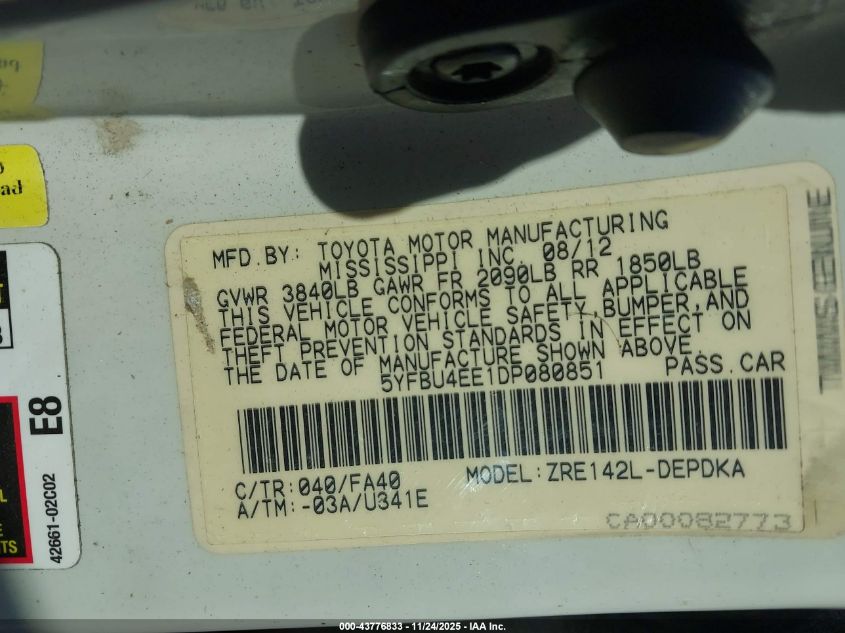 MFD.BY: TOYOTA MOTOR MANUFACTURING
MISSISSIPPI INC. 08/12
GVWR 3840LB GAWR FR 2090LB RR 1850LB
THIS VEHICLE CONFORMS TO ALL APPLICABLE
FEDERAL MOTOR VEHICLE SAFETY,BUMPER,AND
THEFT PREVENTION STANDARDS IN EFFECT ON
THE DATE OF MANUFACTURE SHOWN ABOVE.
5YFBU4EE1DP080851 PASS.CAR
C/TR:040/FA40 MODEL:ZRE142L-DEPDKA
A/TM:-03A/U341E
CA00082773
ad
E8
42661-02C02
000-43776833 - 11/24/2025 - IAA Inc.